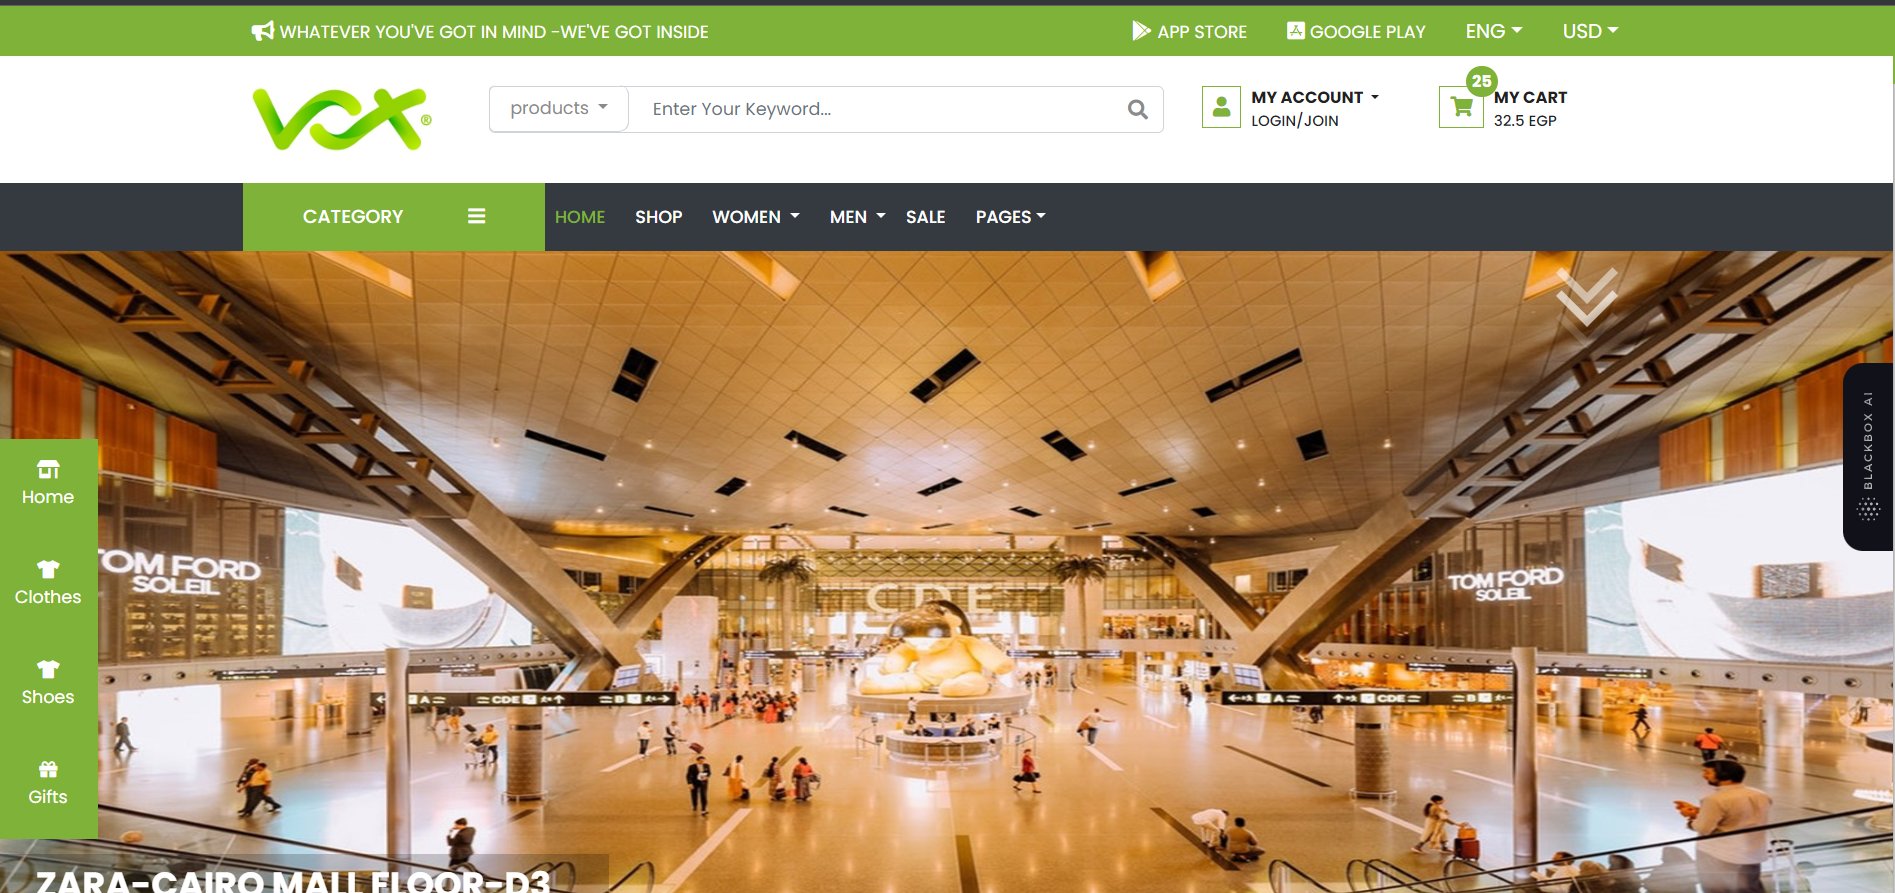 WHATEVER YOU'VE GOT IN MIND -WE'VE GOT INSIDE
APP STORE
GOOGLE PLAY
ENG
USD
VOX®
products
Enter Your Keyword...
MY ACCOUNT
LOGIN/JOIN
25
MY CART
32.5 EGP
CATEGORY
HOME
SHOP
WOMEN
MEN
SALE
PAGES
BLACKBOX AI
Home
Clothes
Shoes
Gifts
TOM FORD
SOLEIL
CDE
TOM FORD
SOLEIL
A
CDE
B
A
CDE
B
ZARA-CAIRO MALL FLOOR-D3